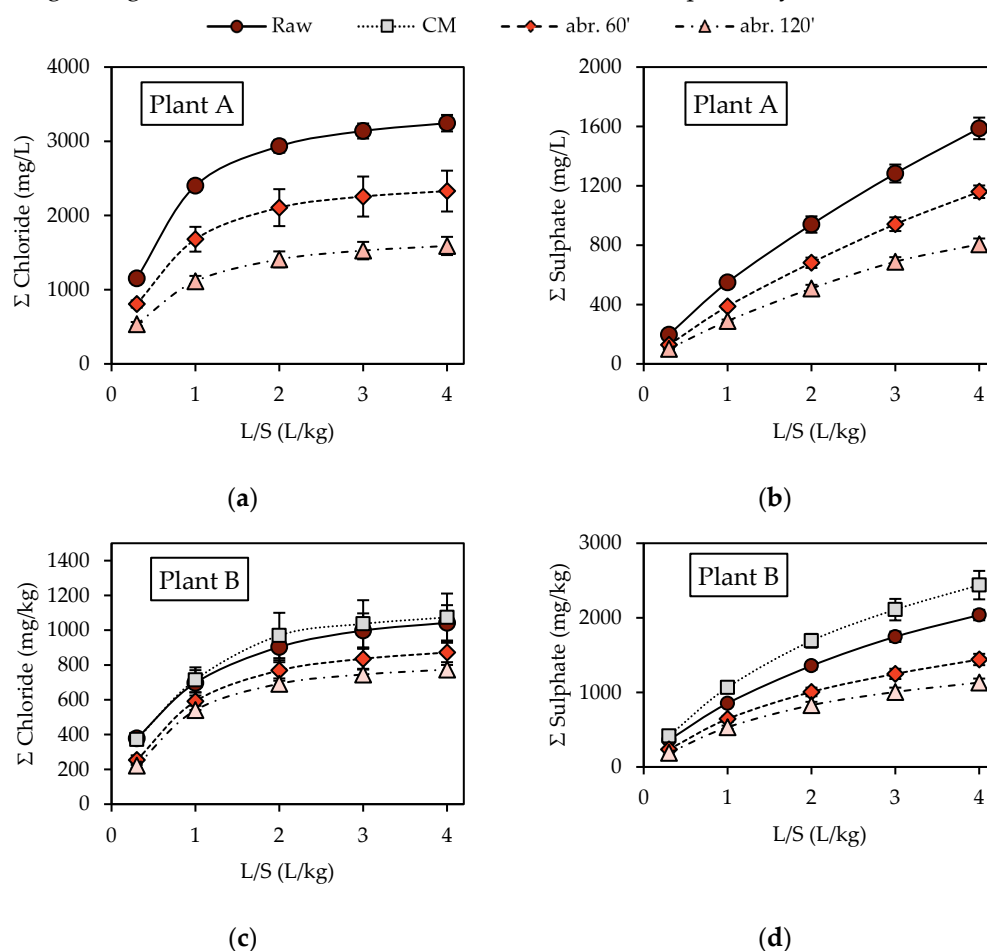 Raw CM abr. 60' abr. 120'
4000
3000
2000
1000
0
Σ Chloride (mg/L)
Plant A
0 1 2 3 4
L/S (L/kg)
(a)
2000
1600
1200
800
400
0
Σ Sulphate (mg/L)
Plant A
0 1 2 3 4
L/S (L/kg)
(b)
1400
1200
1000
800
600
400
200
0
Σ Chloride (mg/kg)
Plant B
0 1 2 3 4
L/S (L/kg)
(c)
3000
2000
1000
0
Σ Sulphate (mg/kg)
Plant B
0 1 2 3 4
L/S (L/kg)
(d)